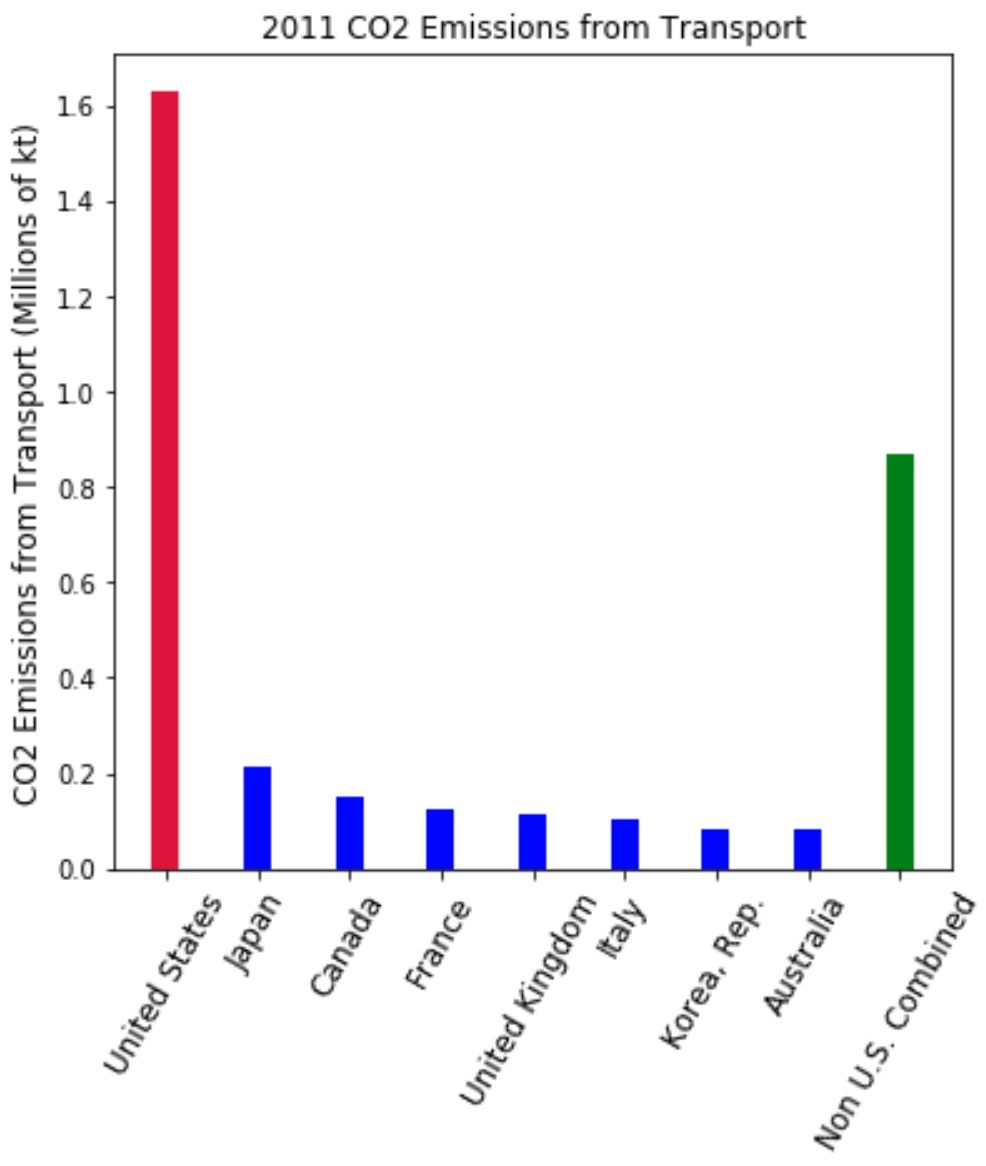 2011 CO2 Emissions from Transport
CO2 Emissions from Transport (Millions of kt)
1.6
1.4
1.2
1.0
0.8
0.6
0.4
0.2
0.0
United States
Japan
Canada
France
United Kingdom
Italy
Korea, Rep.
Australia
Non U.S. Combined